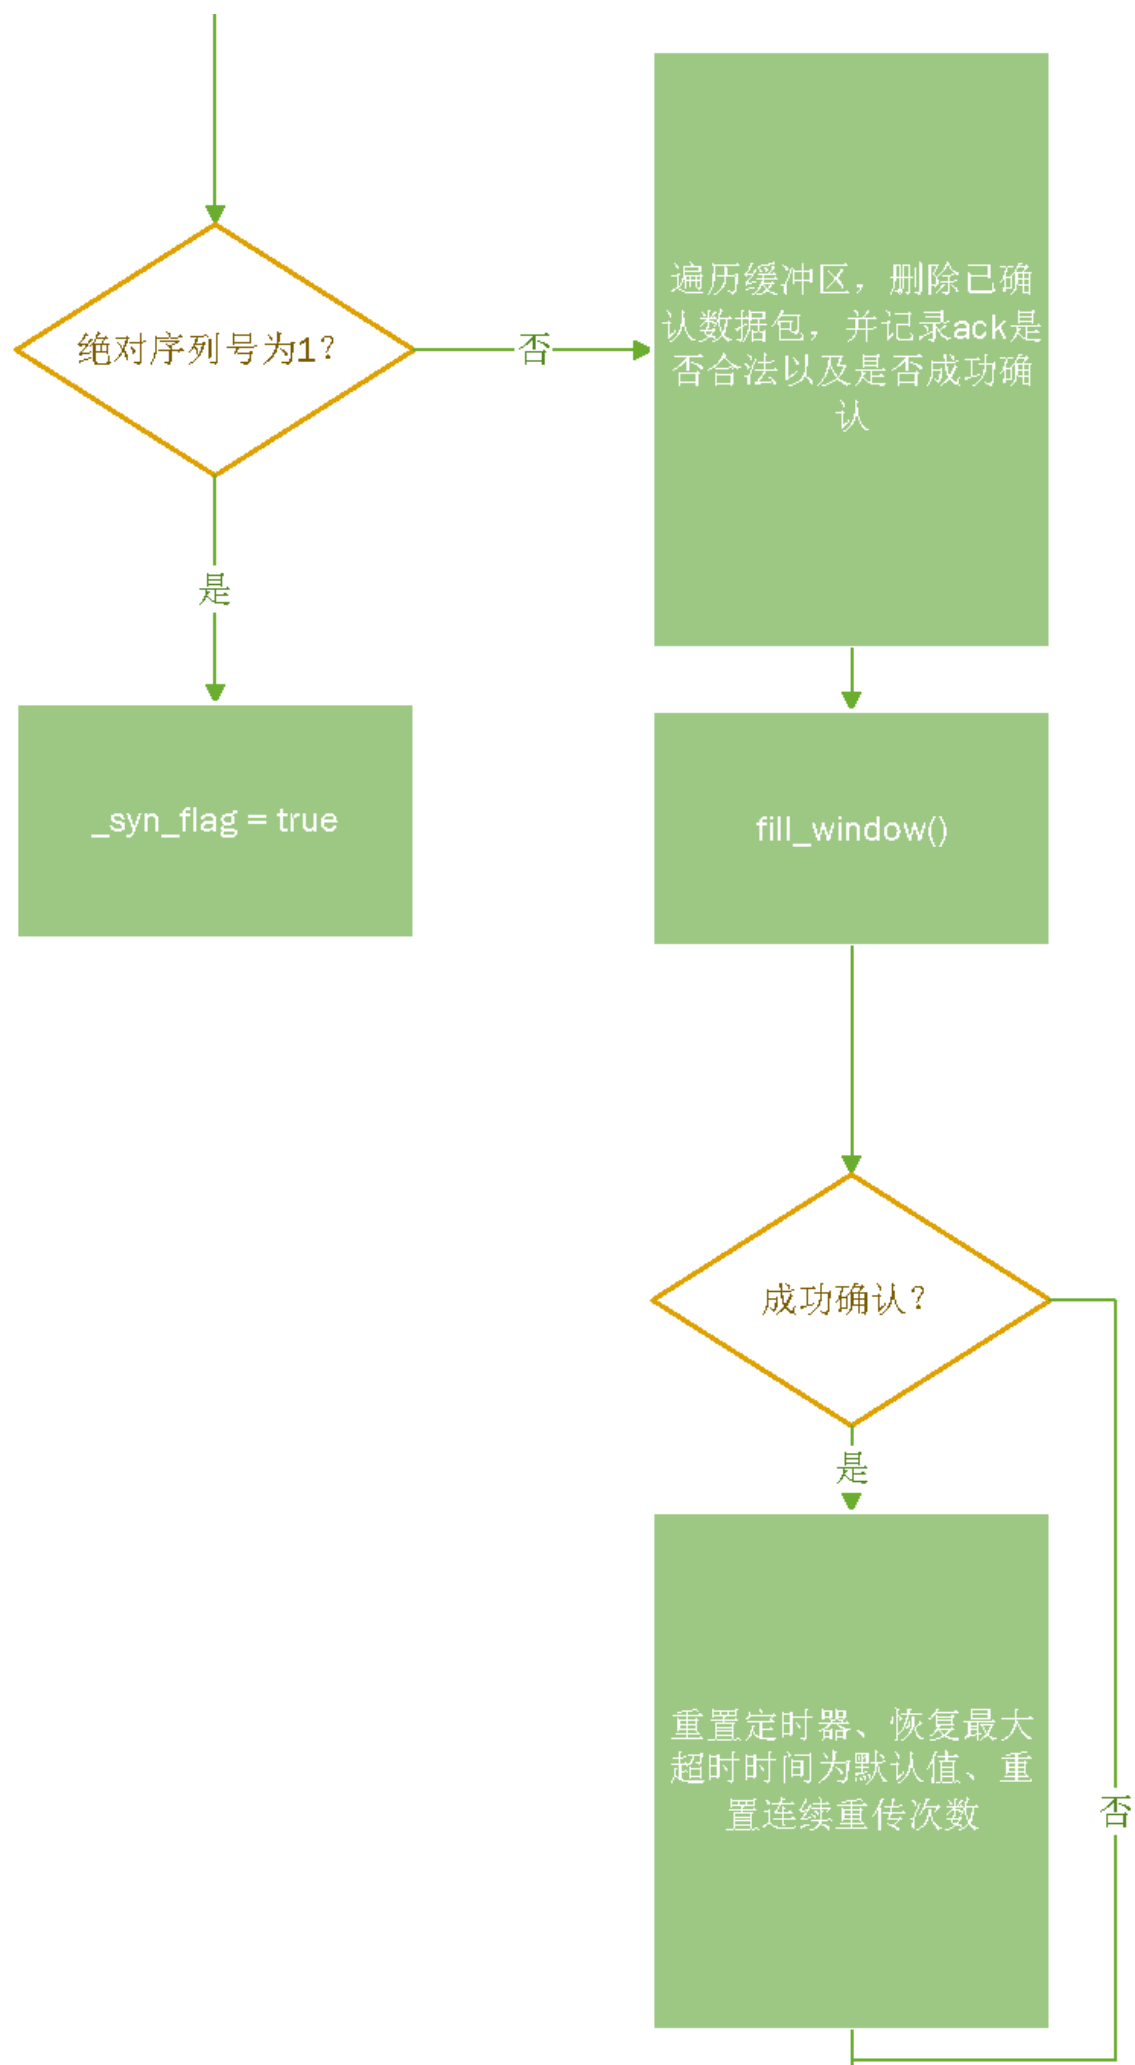 绝对序列号为1？
否
遍历缓冲区，删除已确
认数据包，并记录ack是
否合法以及是否成功确
认
是
_syn_flag = true
fill_window()
成功确认？
是
重置定时器、恢复最大
超时时间为默认值、重
置连续重传次数
否